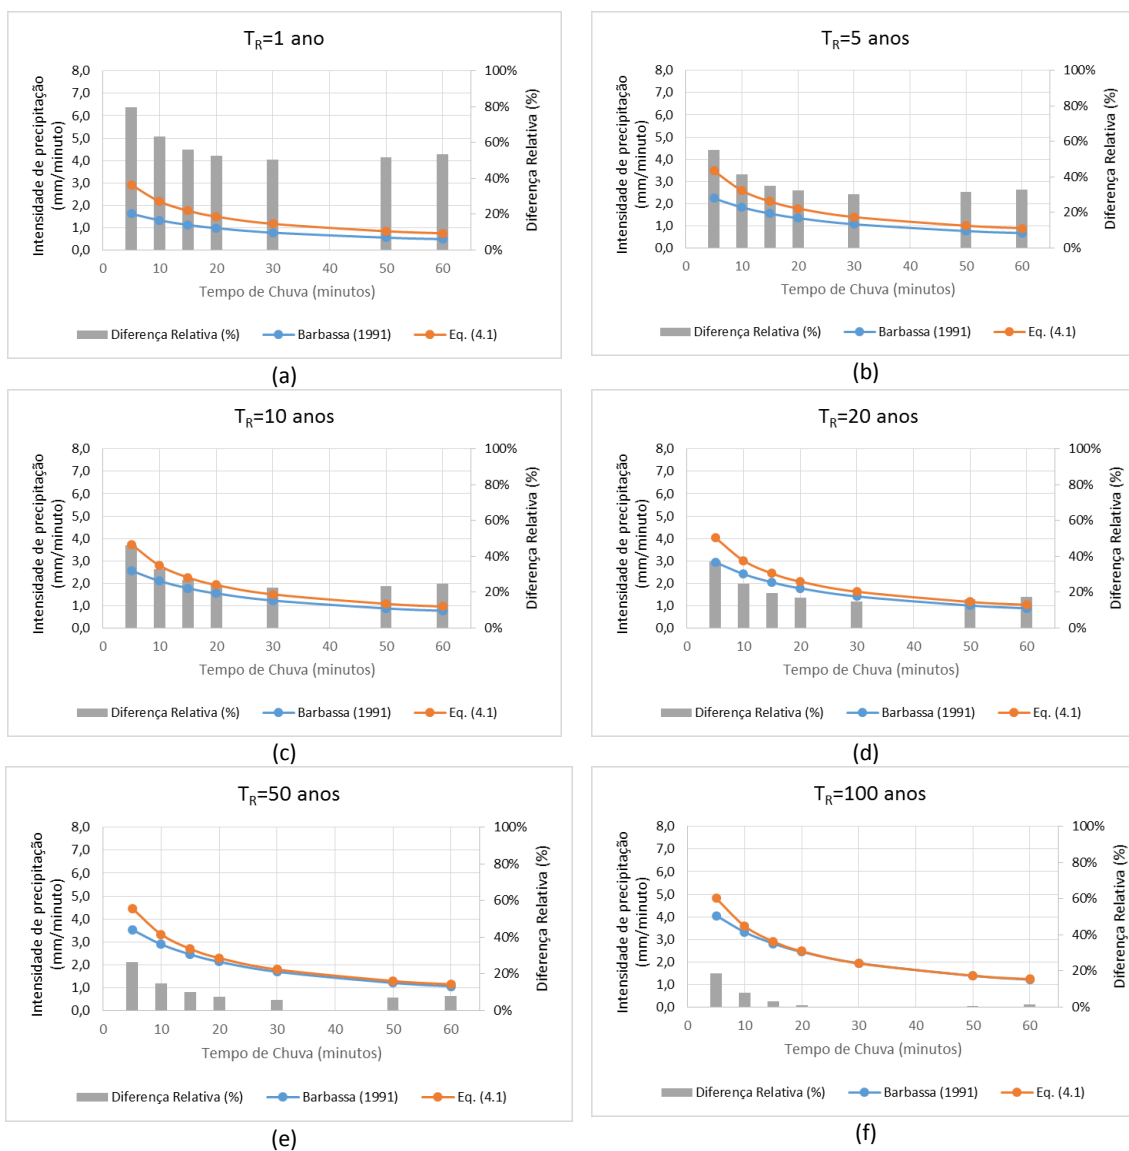 T_R=1 ano
Intensidade de precipitação
(mm/minuto)
8,0
7,0
6,0
5,0
4,0
3,0
2,0
1,0
0,0
100%
80%
60%
40%
20%
0%
Diferença Relativa (%)
0 10 20 30 40 50 60
Tempo de Chuva (minutos)
Diferença Relativa (%) Barbassa (1991) Eq. (4.1)
(a)
T_R=5 anos
Intensidade de precipitação
(mm/minuto)
8,0
7,0
6,0
5,0
4,0
3,0
2,0
1,0
0,0
100%
80%
60%
40%
20%
0%
Diferença Relativa (%)
0 10 20 30 40 50 60
Tempo de Chuva (minutos)
Diferença Relativa (%) Barbassa (1991) Eq. (4.1)
(b)
T_R=10 anos
Intensidade de precipitação
(mm/minuto)
8,0
7,0
6,0
5,0
4,0
3,0
2,0
1,0
0,0
100%
80%
60%
40%
20%
0%
Diferença Relativa (%)
0 10 20 30 40 50 60
Tempo de Chuva (minutos)
Diferença Relativa (%) Barbassa (1991) Eq. (4.1)
(c)
T_R=20 anos
Intensidade de precipitação
(mm/minuto)
8,0
7,0
6,0
5,0
4,0
3,0
2,0
1,0
0,0
100%
80%
60%
40%
20%
0%
Diferença Relativa (%)
0 10 20 30 40 50 60
Tempo de Chuva (minutos)
Diferença Relativa (%) Barbassa (1991) Eq. (4.1)
(d)
T_R=50 anos
Intensidade de precipitação
(mm/minuto)
8,0
7,0
6,0
5,0
4,0
3,0
2,0
1,0
0,0
100%
80%
60%
40%
20%
0%
Diferença Relativa (%)
0 10 20 30 40 50 60
Tempo de Chuva (minutos)
Diferença Relativa (%) Barbassa (1991) Eq. (4.1)
(e)
T_R=100 anos
Intensidade de precipitação
(mm/minuto)
8,0
7,0
6,0
5,0
4,0
3,0
2,0
1,0
0,0
100%
80%
60%
40%
20%
0%
Diferença Relativa (%)
0 10 20 30 40 50 60
Tempo de Chuva (minutos)
Diferença Relativa (%) Barbassa (1991) Eq. (4.1)
(f)